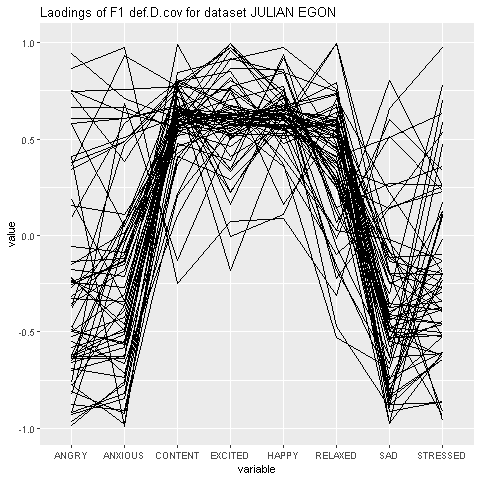 Laodings of F1 def.D.cov for dataset JULIAN EGON
1.0
0.5
0.0
-0.5
-1.0
value
ANGRY ANXIOUS CONTENT EXCITED HAPPY RELAXED SAD STRESSED
variable